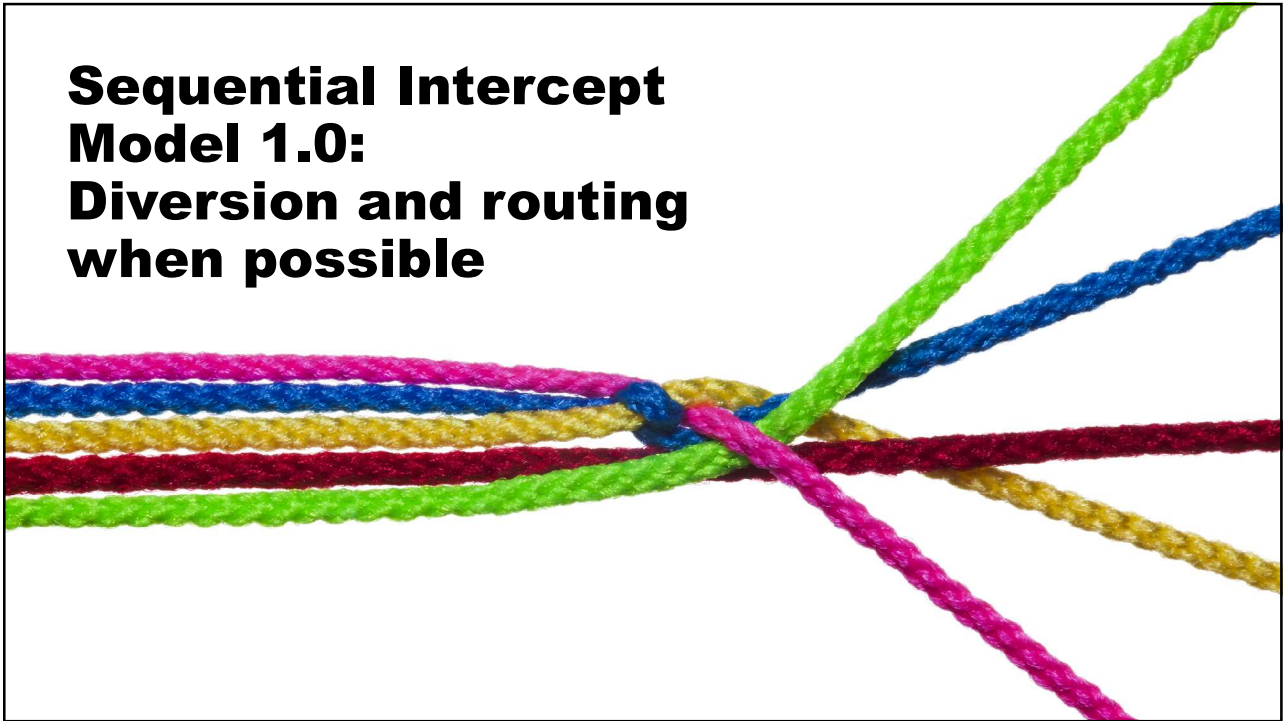 Sequential Intercept
Model 1.0:
Diversion and routing
when possible